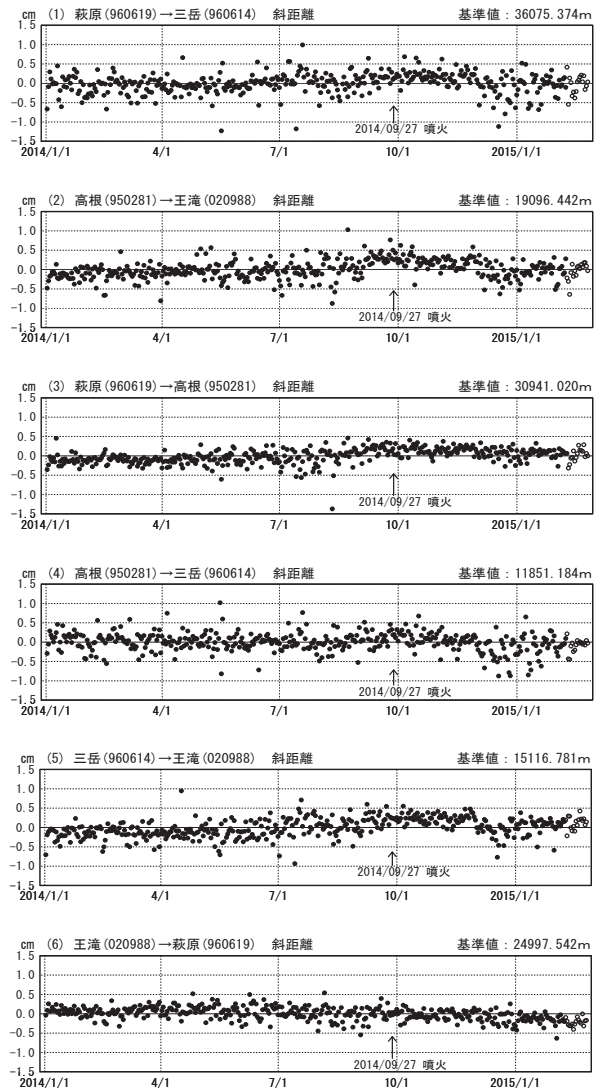 cm (1) 萩原(960619)→三岳(960614) 斜距離 基準値：36075.374m
1.5
1.0
0.5
0.0
-0.5
-1.0
-1.5
2014/09/27 噴火
2014/1/1 4/1 7/1 10/1 2015/1/1
cm (2) 高根(950281)→王滝(020988) 斜距離 基準値：19096.442m
1.5
1.0
0.5
0.0
-0.5
-1.0
-1.5
2014/09/27 噴火
2014/1/1 4/1 7/1 10/1 2015/1/1
cm (3) 萩原(960619)→高根(950281) 斜距離 基準値：30941.020m
1.5
1.0
0.5
0.0
-0.5
-1.0
-1.5
2014/09/27 噴火
2014/1/1 4/1 7/1 10/1 2015/1/1
cm (4) 高根(950281)→三岳(960614) 斜距離 基準値：11851.184m
1.5
1.0
0.5
0.0
-0.5
-1.0
-1.5
2014/09/27 噴火
2014/1/1 4/1 7/1 10/1 2015/1/1
cm (5) 三岳(960614)→王滝(020988) 斜距離 基準値：15116.781m
1.5
1.0
0.5
0.0
-0.5
-1.0
-1.5
2014/09/27 噴火
2014/1/1 4/1 7/1 10/1 2015/1/1
cm (6) 王滝(020988)→萩原(960619) 斜距離 基準値：24997.542m
1.5
1.0
0.5
0.0
-0.5
-1.0
-1.5
2014/09/27 噴火
2014/1/1 4/1 7/1 10/1 2015/1/1